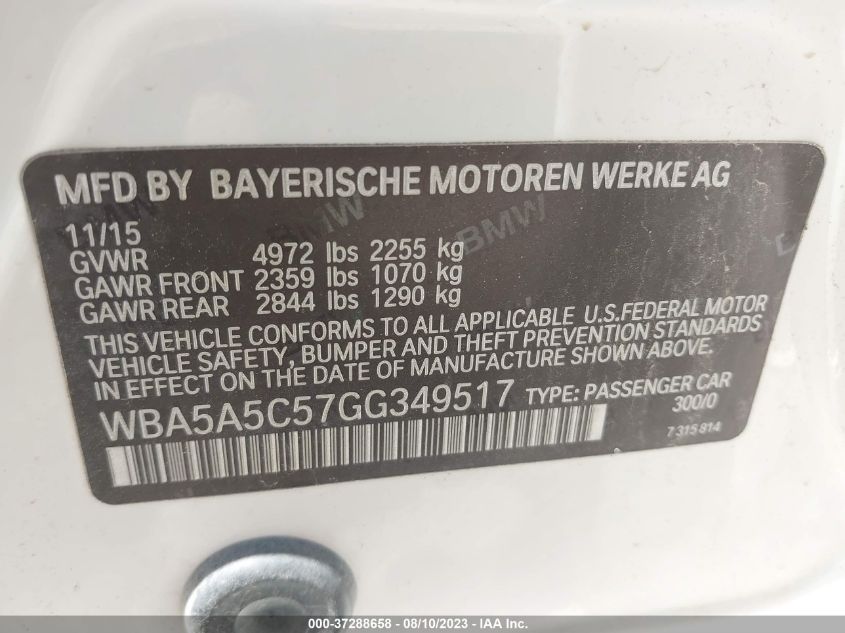 MFD BY BAYERISCHE MOTOREN WERKE AG
11/15
GVWR 4972 lbs 2255 kg
GAWR FRONT 2359 lbs 1070 kg
GAWR REAR 2844 lbs 1290 kg
THIS VEHICLE CONFORMS TO ALL APPLICABLE U.S.FEDERAL MOTOR
VEHICLE SAFETY, BUMPER AND THEFT PREVENTION STANDARDS
IN EFFECT ON THE DATE OF MANUFACTURE SHOWN ABOVE.
WBA5A5C57GG349517 TYPE: PASSENGER CAR
300/0
7 315 814
BMW
BMW
000-37288658 - 08/10/2023 - IAA Inc.